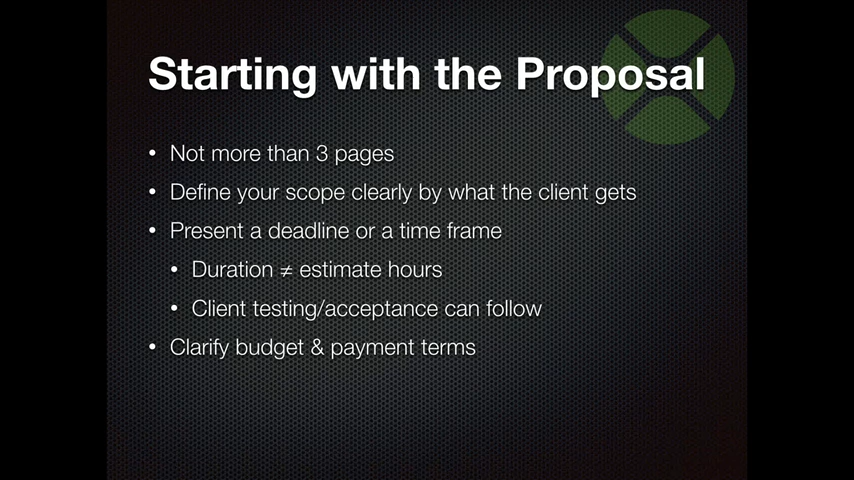 Starting with the Proposal
• Not more than 3 pages
• Define your scope clearly by what the client gets
• Present a deadline or a time frame
• Duration ≠ estimate hours
• Client testing/acceptance can follow
• Clarify budget & payment terms